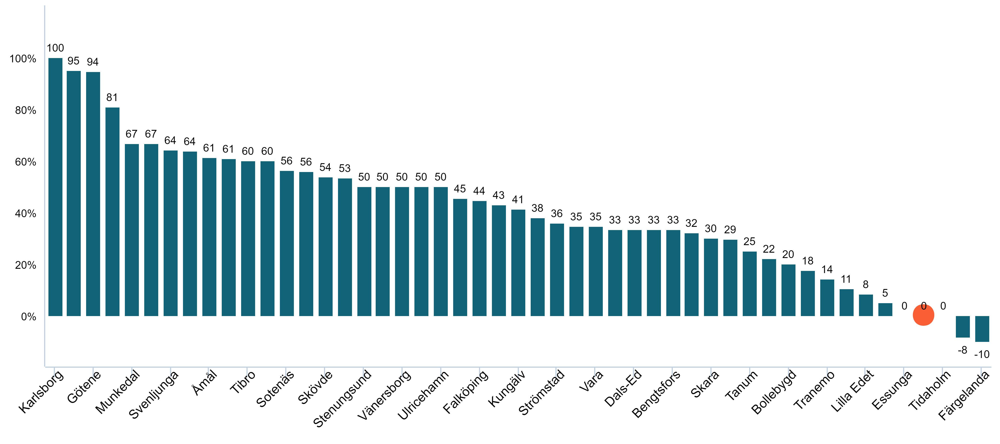 100
95
94
81
67
67
64
64
61
61
60
60
56
56
54
53
50
50
50
50
50
45
44
43
41
38
36
35
35
33
33
33
33
32
30
29
25
22
20
18
14
11
8
5
0
0
0
-8
-10
100%
80%
60%
40%
20%
0%
Karlsborg
Götene
Munkedal
Svenljunga
Åmål
Tibro
Sotenäs
Skövde
Stenungsund
Vänersborg
Ulricehamn
Falköping
Kungälv
Strömstad
Vara
Dals-Ed
Bengtsfors
Skara
Tanum
Bollebygd
Tranemo
Lilla Edet
Essunga
Tidaholm
Färgelanda